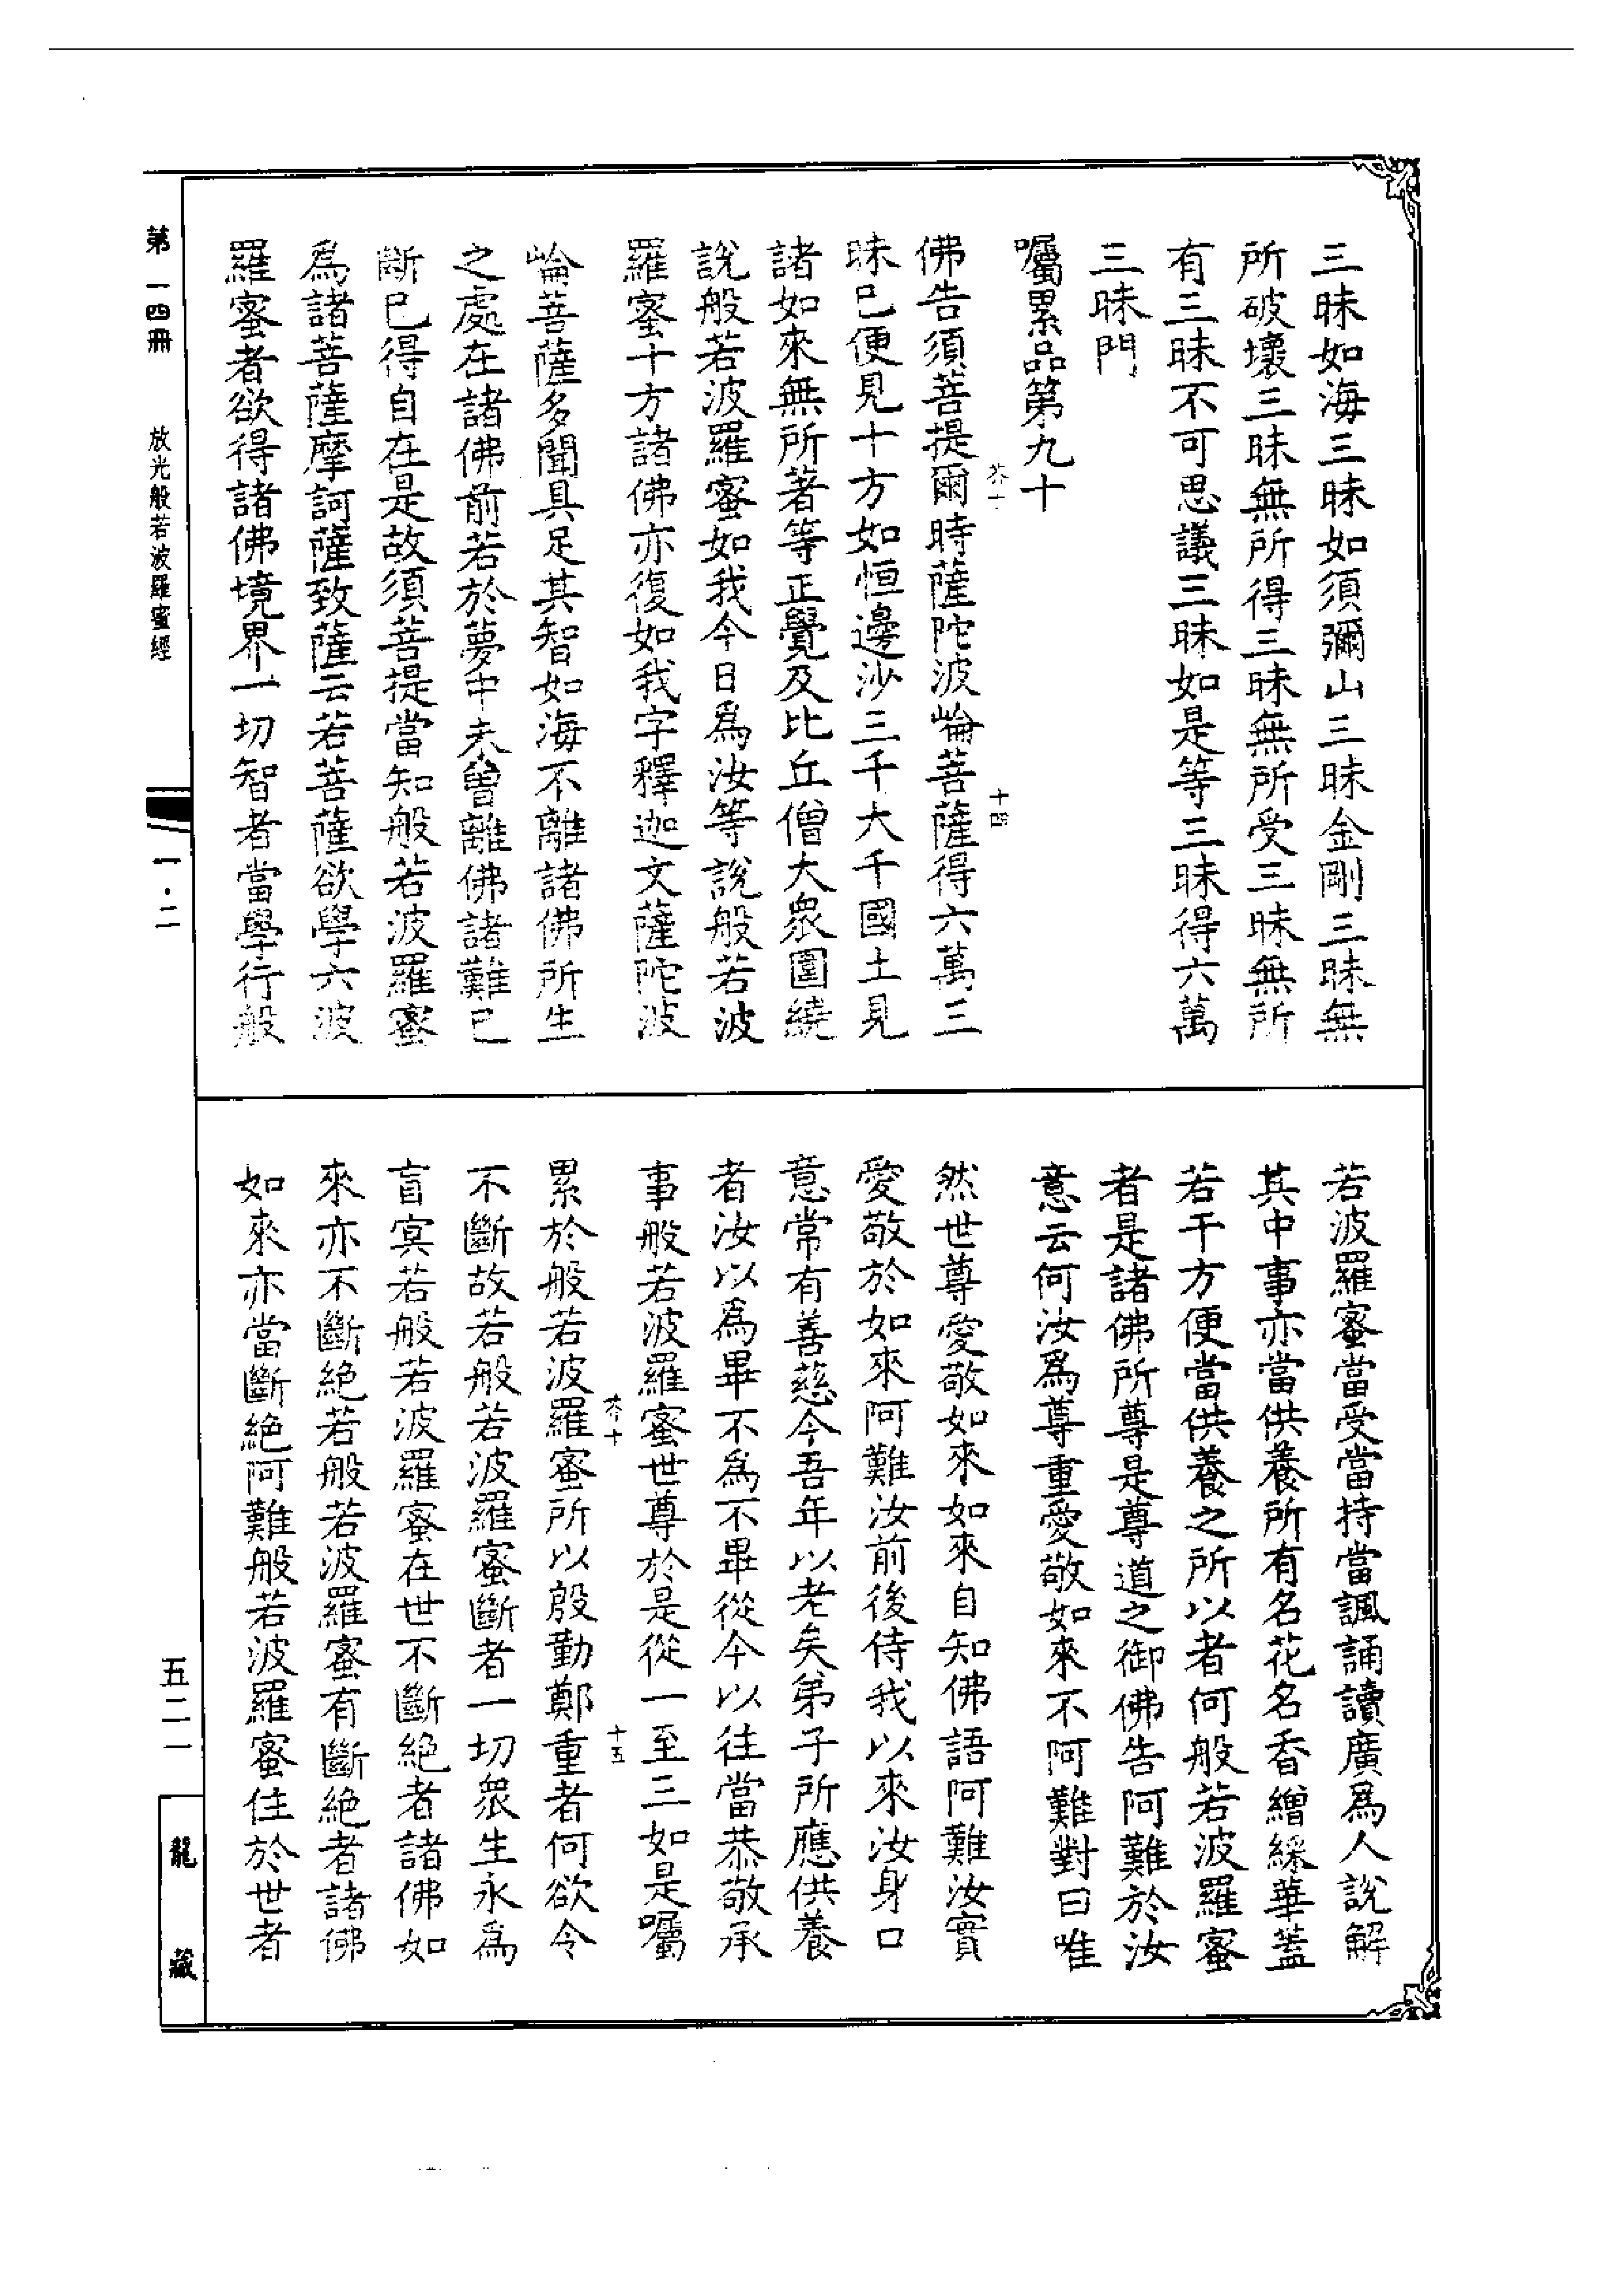 三昧如海三昧如須彌山三昧金剛三昧無
所破壞三昧無所得三昧無所受三昧無所
有三昧不可思議三昧如是等三昧得六萬
三昧門
囑累品第九十
芥十
十四
佛告須菩提爾時薩陀波崘菩薩得六萬三
昧已便見十方如恒邊沙三千大千國土見
諸如來無所著等正覺及比丘僧大衆圍繞
說般若波羅蜜如我今日爲汝等說般若波
羅蜜十方諸佛亦復如我字釋迦文薩陀波
崘菩薩多聞具足其智如海不離諸佛所生
之處在諸佛前若於夢中未曾離佛諸難已
斷已得自在是故須菩提當知般若波羅蜜
爲諸菩薩摩訶薩致薩云若菩薩欲學六波
羅蜜者欲得諸佛境界一切智者當學行般
若波羅蜜當受當持當諷誦讀廣爲人說解
其中事亦當供養所有名花名香繒綵華蓋
若干方便當供養之所以者何般若波羅蜜
者是諸佛所尊是尊道之御佛告阿難於汝
意云何汝爲尊重愛敬如來不阿難對曰唯
然世尊愛敬如來如來自知佛語阿難汝實
愛敬於如來阿難汝前後侍我以來汝身口
意常有善慈今吾年以老矣弟子所應供養
者汝以爲畢不爲不畢從今以往當恭敬承
事般若波羅蜜世尊於是從一至三如是囑
芥十
十五
累於般若波羅蜜所以殷勤鄭重者何欲令
不斷故若般若波羅蜜斷者一切衆生永爲
盲冥若般若波羅蜜在世不斷絕者諸佛如
來亦不斷絕若般若波羅蜜有斷絕者諸佛
如來亦當斷絕阿難般若波羅蜜住於世者
第一四冊
放光般若波羅蜜經
一·二
五二一
龍藏